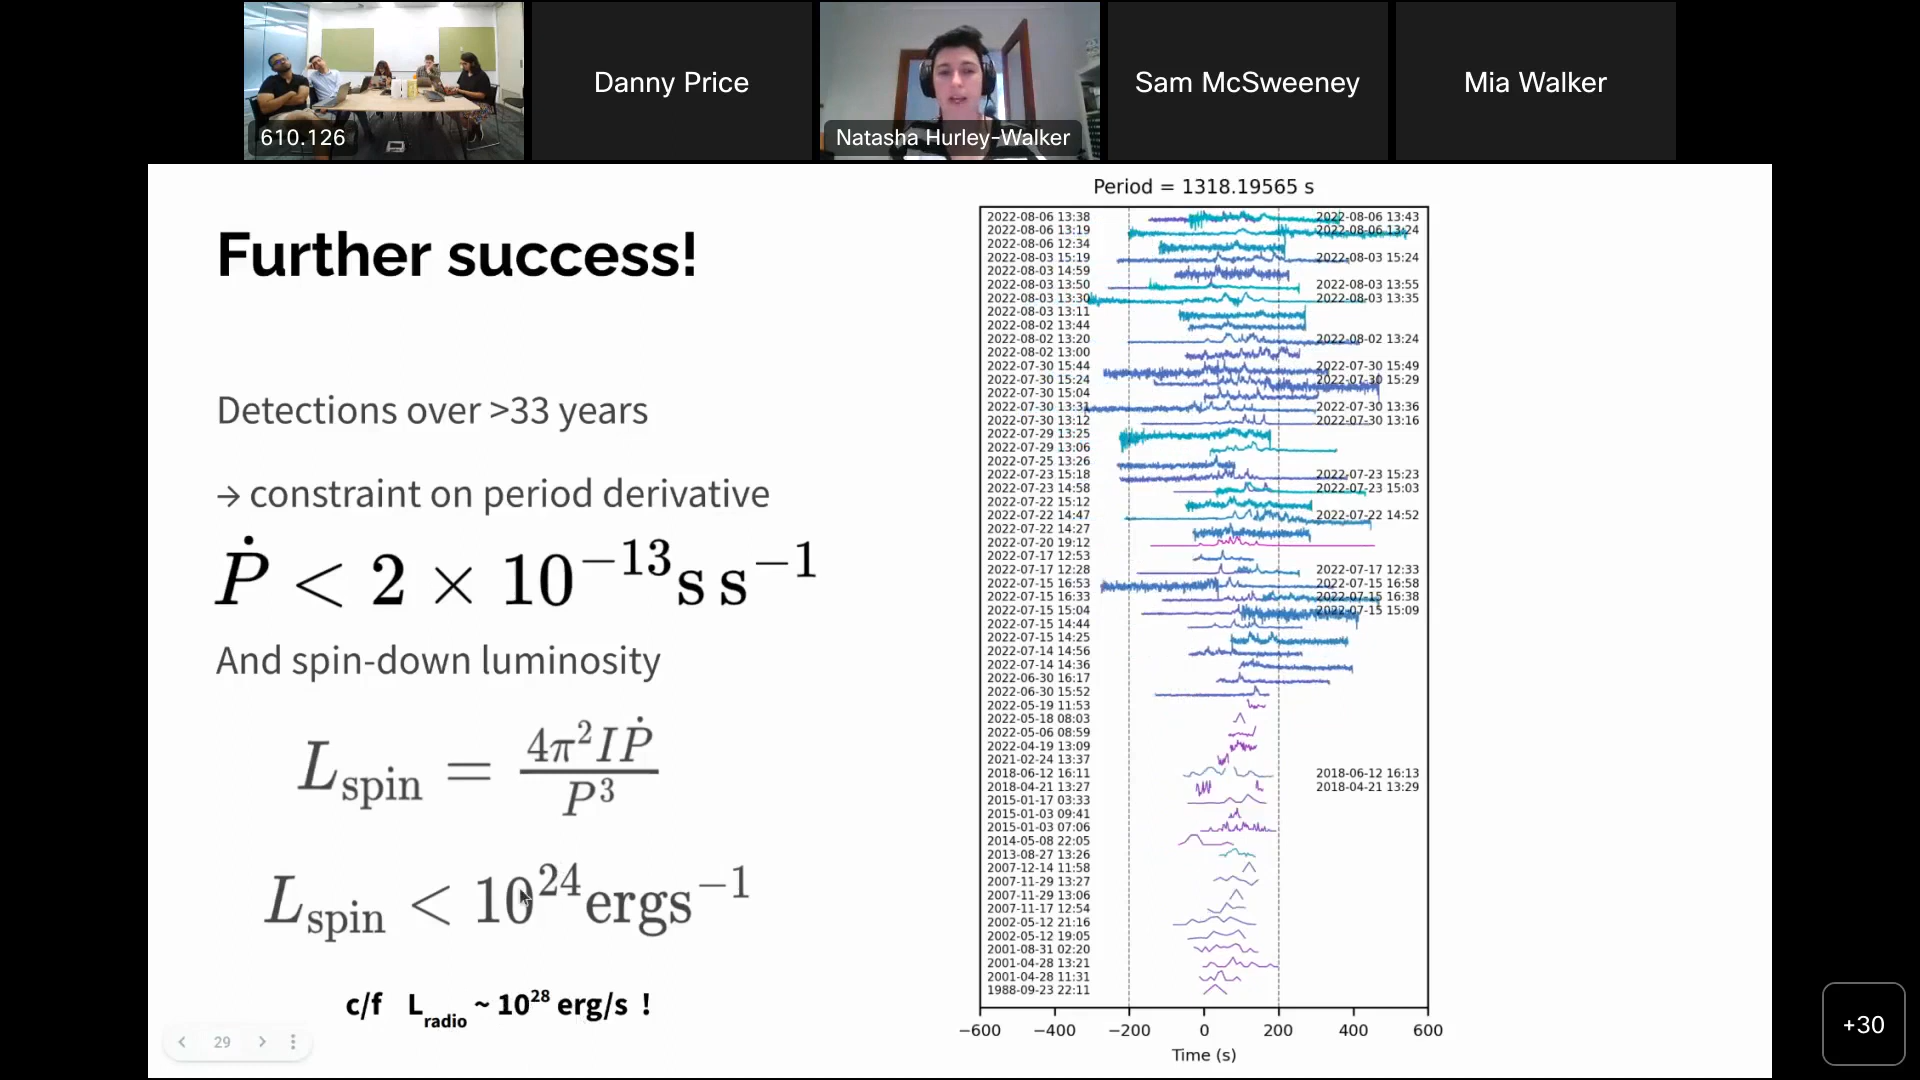 610.126
Danny Price
Natasha Hurley-Walker
Sam McSweeney
Mia Walker
Further success!
Detections over >33 years
→ constraint on period derivative
Ṗ < 2 × 10⁻¹³ s s⁻¹
And spin-down luminosity
L_spin = 4π²IṖ / P³
L_spin < 10²⁴ergs⁻¹
c/f L_radio ~ 10²⁸ erg/s !
29
Period = 1318.19565 s
2022-08-06 13:38 2022-08-06 13:43
2022-08-06 13:19 2022-08-06 13:24
2022-08-06 12:34
2022-08-03 15:19 2022-08-03 15:24
2022-08-03 14:59
2022-08-03 13:50 2022-08-03 13:55
2022-08-03 13:30 2022-08-03 13:35
2022-08-03 13:11
2022-08-02 13:44
2022-08-02 13:20 2022-08-02 13:24
2022-08-02 13:00
2022-07-30 15:44 2022-07-30 15:49
2022-07-30 15:24 2022-07-30 15:29
2022-07-30 15:04
2022-07-30 13:31 2022-07-30 13:36
2022-07-30 13:12 2022-07-30 13:16
2022-07-29 13:25
2022-07-29 13:06
2022-07-25 13:26
2022-07-23 15:18 2022-07-23 15:23
2022-07-23 14:58 2022-07-23 15:03
2022-07-22 15:12
2022-07-22 14:47 2022-07-22 14:52
2022-07-22 14:27
2022-07-20 19:12
2022-07-17 12:53
2022-07-17 12:28 2022-07-17 12:33
2022-07-15 16:53 2022-07-15 16:58
2022-07-15 16:33 2022-07-15 16:38
2022-07-15 15:04 2022-07-15 15:09
2022-07-15 14:44
2022-07-15 14:25
2022-07-14 14:56
2022-07-14 14:36
2022-06-30 16:17
2022-06-30 15:52
2022-05-19 11:53
2022-05-18 08:03
2022-05-06 08:59
2022-04-19 13:09
2021-02-24 13:37
2018-06-12 16:11 2018-06-12 16:13
2018-04-21 13:27 2018-04-21 13:29
2015-01-17 03:33
2015-01-03 09:41
2015-01-03 07:06
2014-05-08 22:05
2013-08-27 13:26
2007-12-14 11:58
2007-11-29 13:27
2007-11-29 13:06
2007-11-17 12:54
2002-05-12 21:16
2002-05-12 19:05
2001-08-31 02:20
2001-04-28 13:21
2001-04-28 11:31
1988-09-23 22:11
−600 −400 −200 0 200 400 600
Time (s)
+30